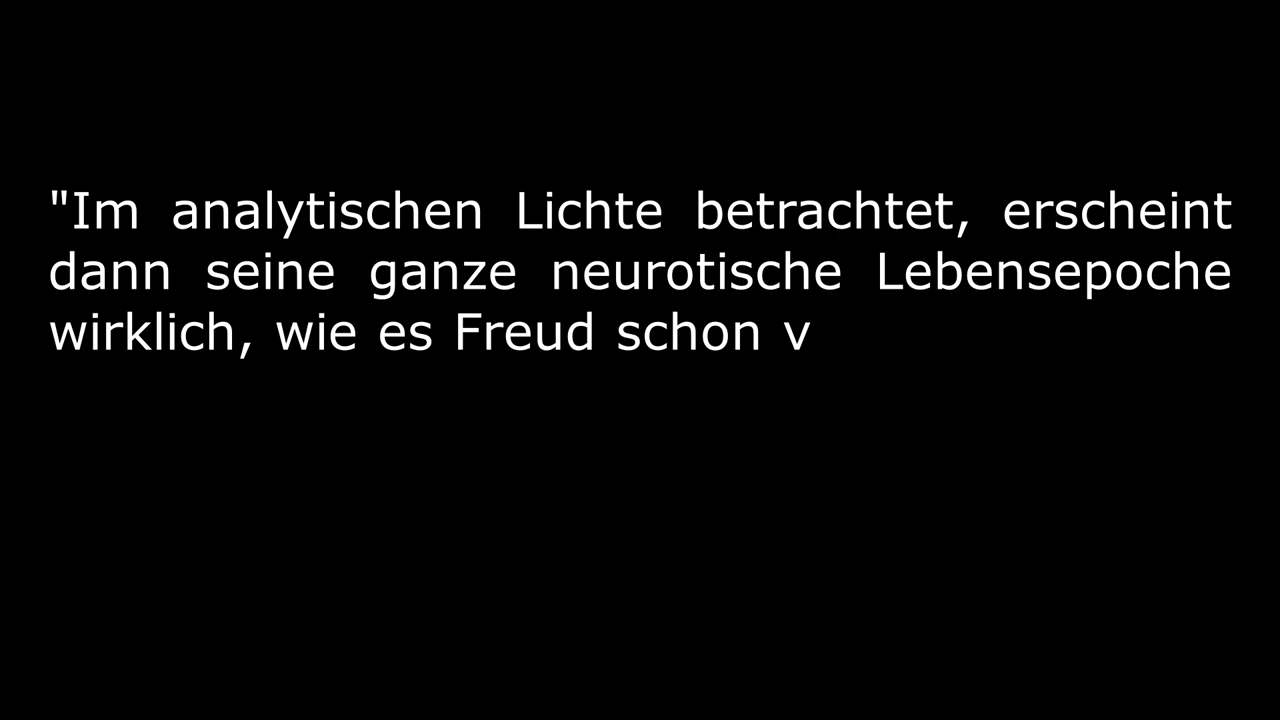 "Im analytischen Lichte betrachtet, erscheint
dann seine ganze neurotische Lebensepoche
wirklich, wie es Freud schon v